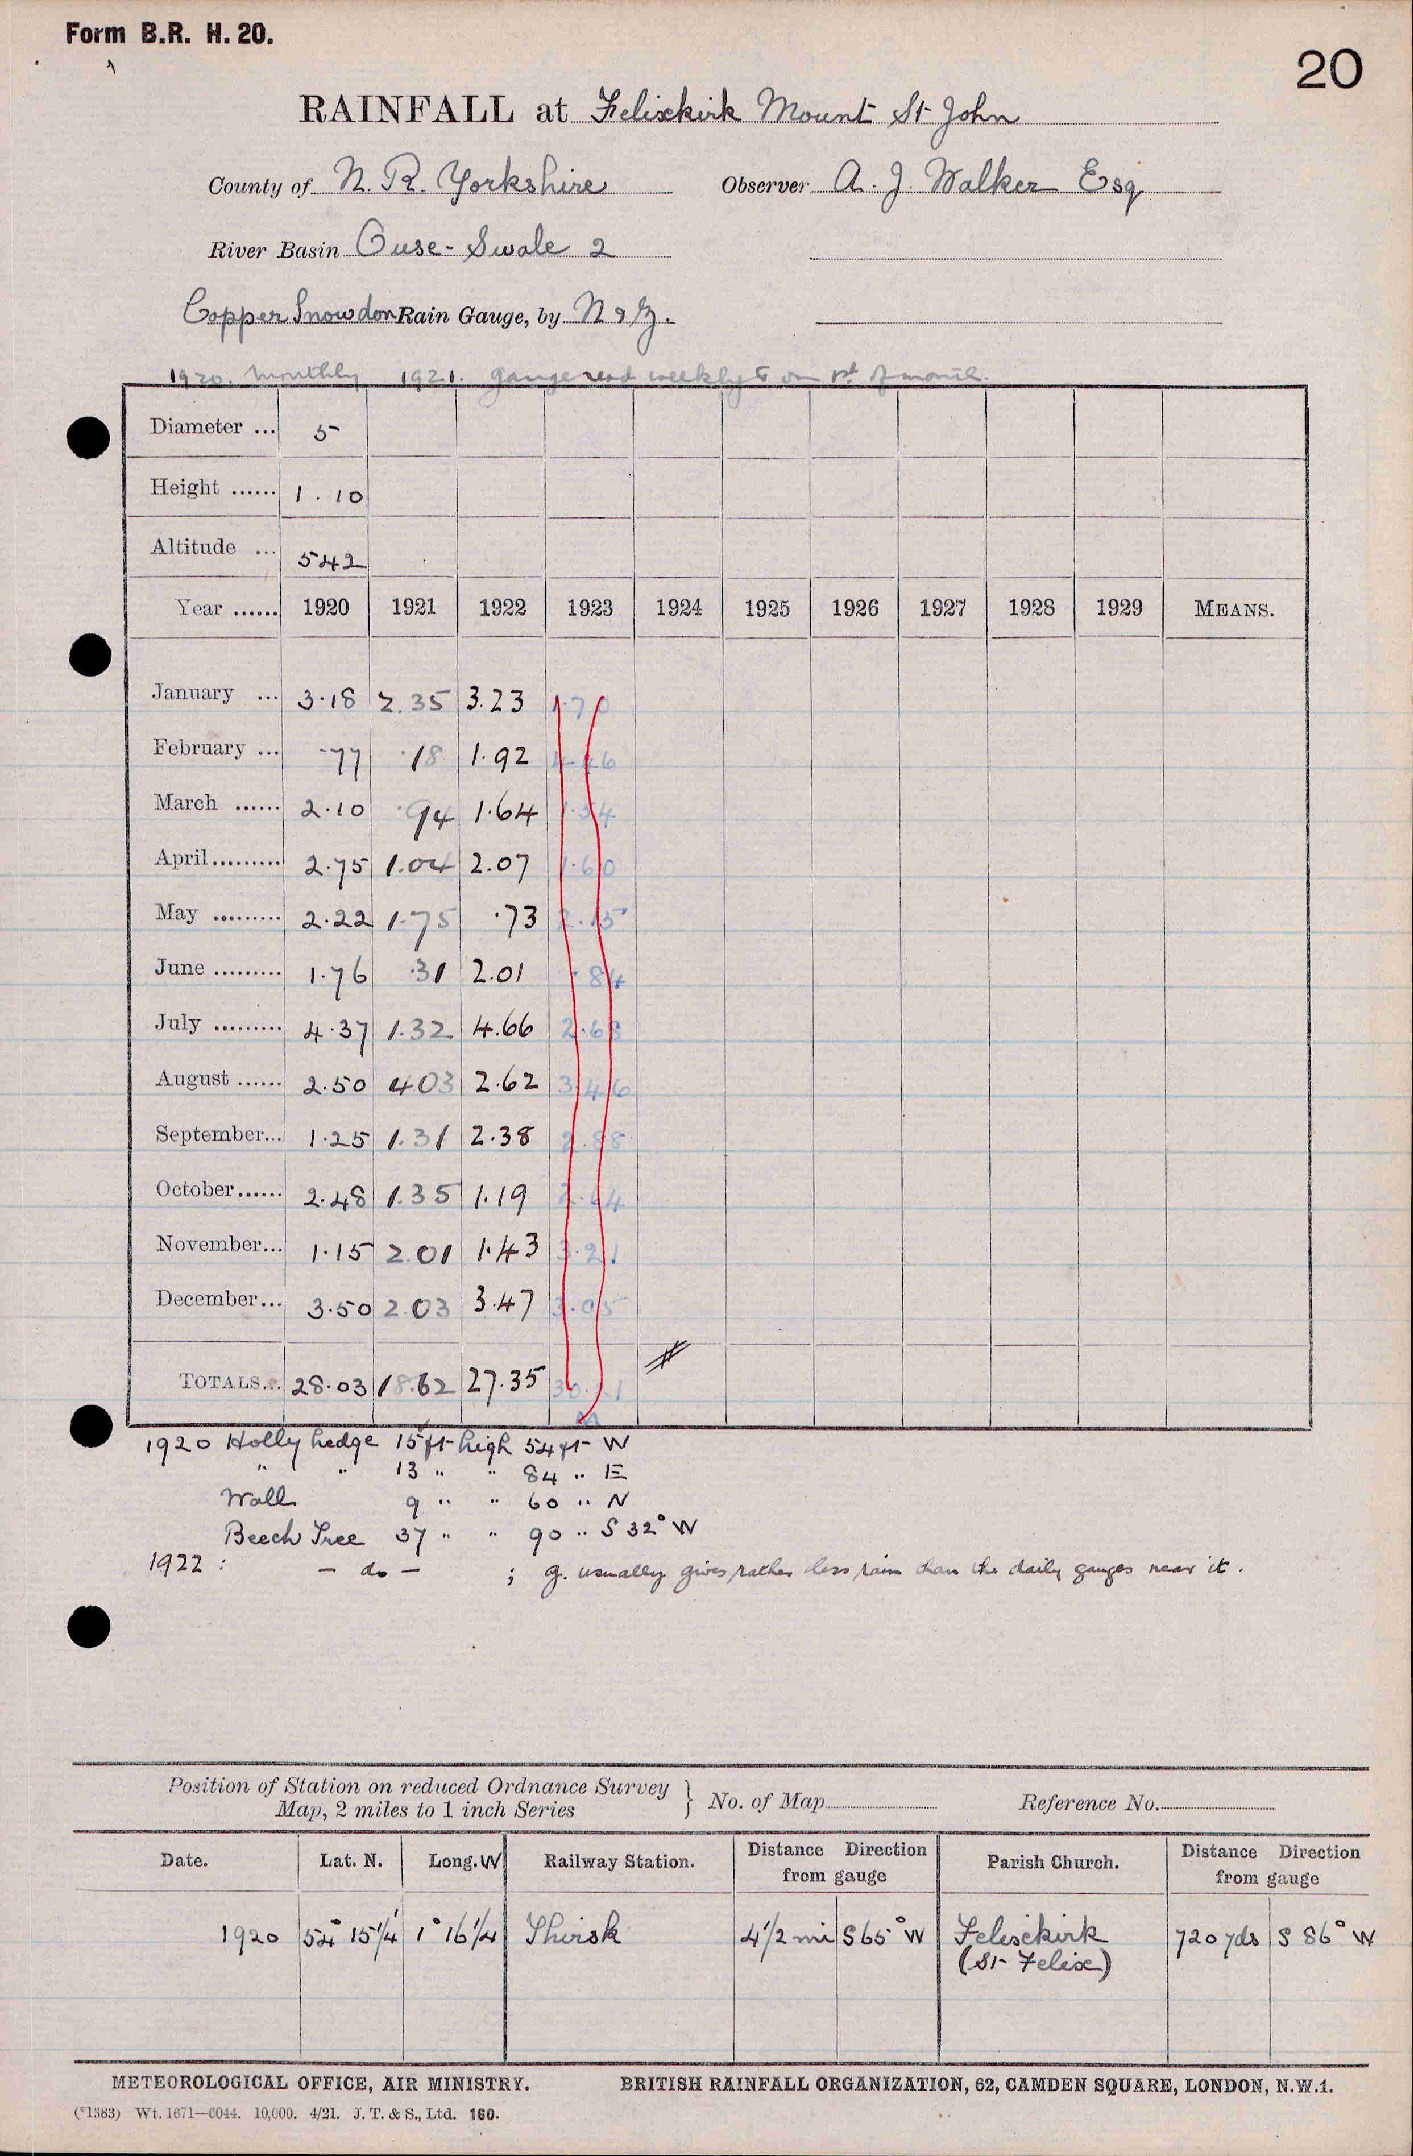 Form B.R. H. 20.
20
RAINFALL at Felixkirk Mount St John
County of N. R. Yorkshire Observer A. J. Walker Esq
River Basin Ouse - Swale 2
Copper Snowdon Rain Gauge, by N & Z.
1920. monthly 1921. gauge read weekly & on 1st of month.
Diameter ... 5
Height ...... 1.10
Altitude ... 542
Year ...... 1920 1921 1922 1923 1924 1925 1926 1927 1928 1929 MEANS.
January ... 3.18 2.35 3.23 1.70
February ... .77 .18 1.92
March ...... 2.10 .94 1.64 1.34
April ......... 2.75 1.04 2.07 1.60
May ......... 2.22 1.75 .73 2.15
June ......... 1.76 .31 2.01 .84
July ......... 4.37 1.32 4.66 2.68
August ...... 2.50 4.03 2.62 3.46
September... 1.25 1.31 2.38 2.88
October...... 2.48 1.35 1.19 2.64
November... 1.15 2.01 1.43 3.21
December... 3.50 2.03 3.47 3.05
TOTALS... 28.03 18.62 27.35
1920 Holly hedge 15 ft high 54 ft W
" " 13 " " 84 " E
Wall 9 " " 60 " N
Beech Tree 37 " " 90 " S 32° W
1922 : - do - ; g. usually gives rather less rain than the daily gauges near it.
Position of Station on reduced Ordnance Survey
Map, 2 miles to 1 inch Series } No. of Map Reference No.
Date. Lat. N. Long. W Railway Station. Distance Direction from gauge Parish Church. Distance Direction from gauge
1920 54° 15¼' 1° 16¼' Thirsk 4½ mi S 65° W Felixkirk 720 yds S 86° W
(St Felix)
METEOROLOGICAL OFFICE, AIR MINISTRY. BRITISH RAINFALL ORGANIZATION, 62, CAMDEN SQUARE, LONDON, N.W.1.
(*1383) Wt. 1671—6044. 10,000. 4/21. J. T. & S., Ltd. 160.